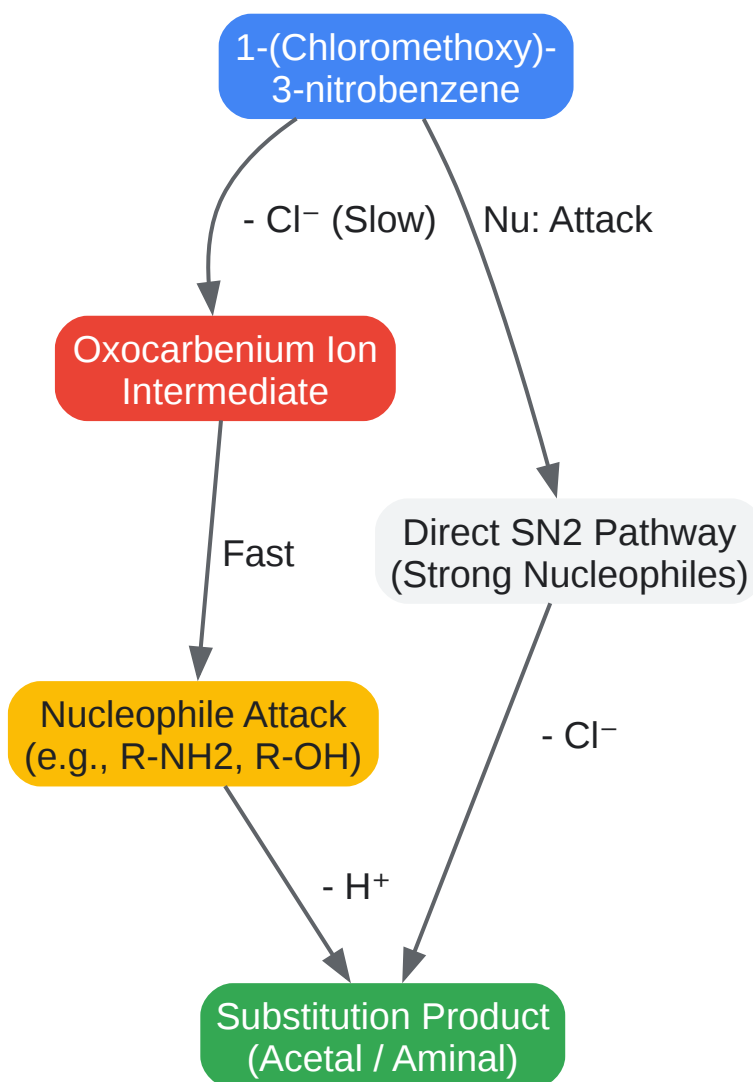 1-(Chloromethoxy)-
3-nitrobenzene
- Cl⁻ (Slow)
Nu: Attack
Oxocarbenium Ion
Intermediate
Fast
Direct SN2 Pathway
(Strong Nucleophiles)
Nucleophile Attack
(e.g., R-NH2, R-OH)
- Cl⁻
- H⁺
Substitution Product
(Acetal / Aminal)